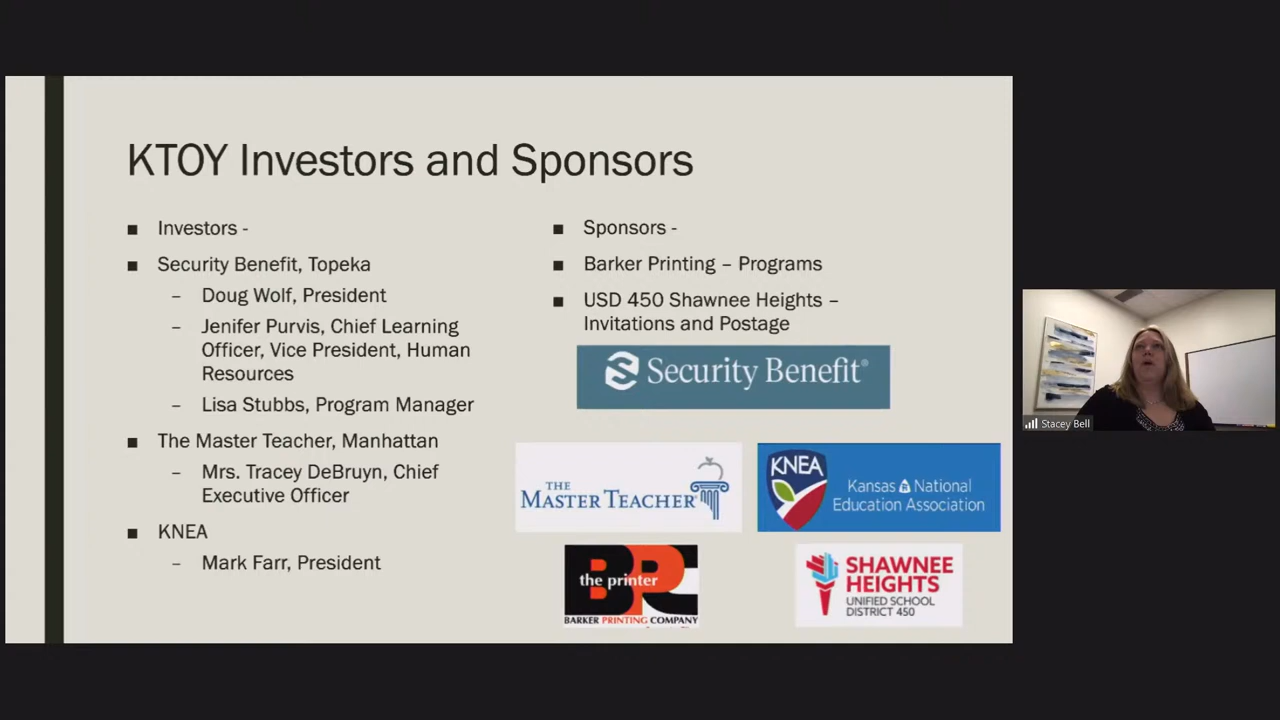 KTOY Investors and Sponsors
■ Investors -
■ Security Benefit, Topeka
– Doug Wolf, President
– Jenifer Purvis, Chief Learning
Officer, Vice President, Human
Resources
– Lisa Stubbs, Program Manager
■ The Master Teacher, Manhattan
– Mrs. Tracey DeBruyn, Chief
Executive Officer
■ KNEA
– Mark Farr, President
■ Sponsors -
■ Barker Printing – Programs
■ USD 450 Shawnee Heights –
Invitations and Postage
Security Benefit®
THE
MASTER TEACHER®
KNEA
Kansas National
Education Association
BPC
the printer
BARKER PRINTING COMPANY
SHAWNEE
HEIGHTS
UNIFIED SCHOOL
DISTRICT 450
Stacey Bell